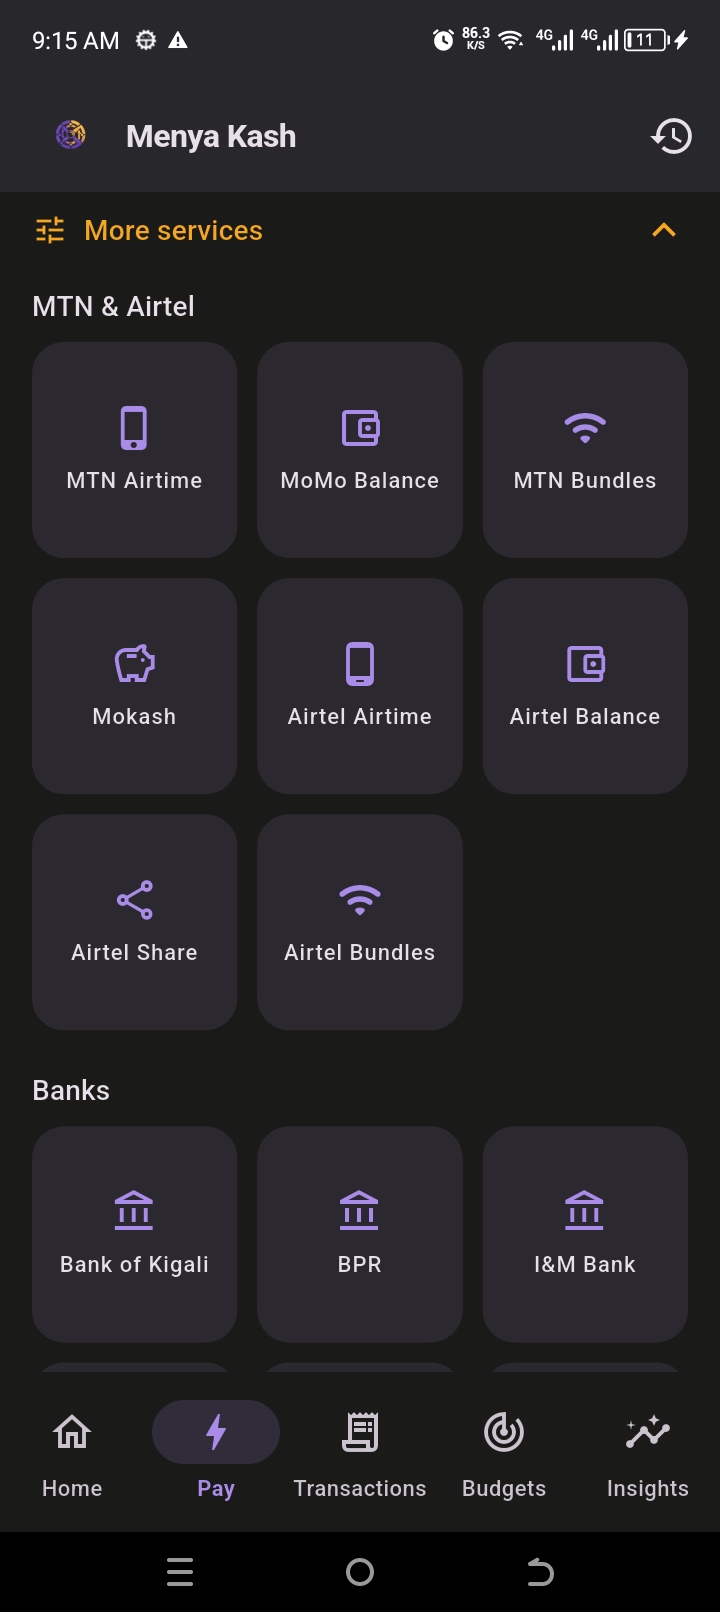 9:15 AM
86.3
K/S
4G
4G
11
Menya Kash
More services
MTN & Airtel
MTN Airtime
MoMo Balance
MTN Bundles
Mokash
Airtel Airtime
Airtel Balance
Airtel Share
Airtel Bundles
Banks
Bank of Kigali
BPR
I&M Bank
Home
Pay
Transactions
Budgets
Insights